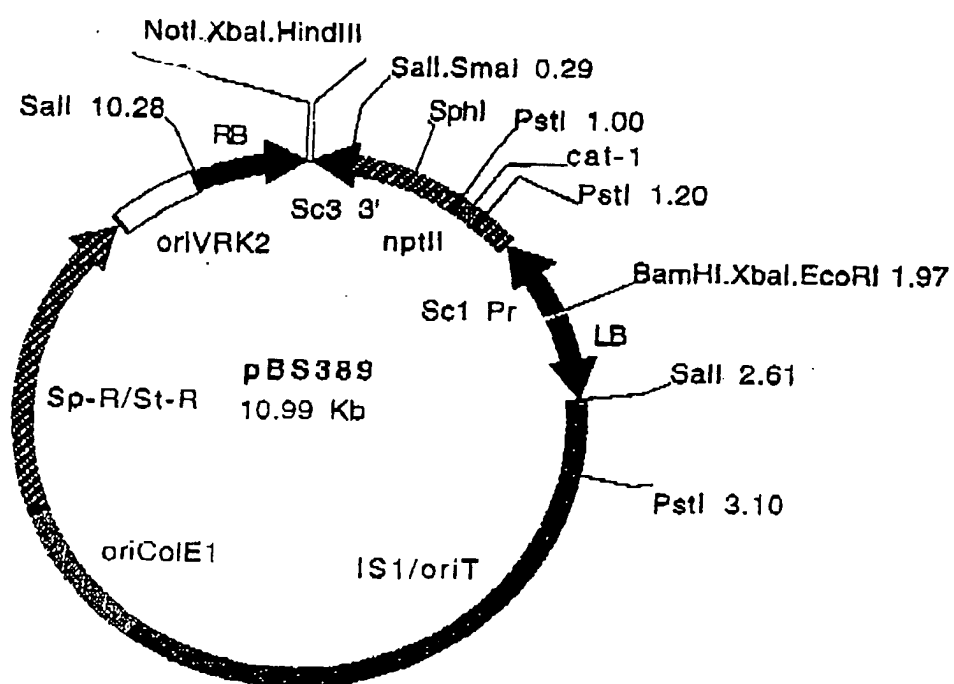 NotI.XbaI.HindIII
SalI.SmaI 0.29
SalI 10.28
SphI
RB
PstI 1.00
cat-1
PstI 1.20
Sc3 3'
oriVRK2
nptII
BamHI.XbaI.EcoRI 1.97
Sc1 Pr
LB
pBS389
SalI 2.61
Sp-R/St-R
10.99 Kb
PstI 3.10
oriColE1
IS1/oriT